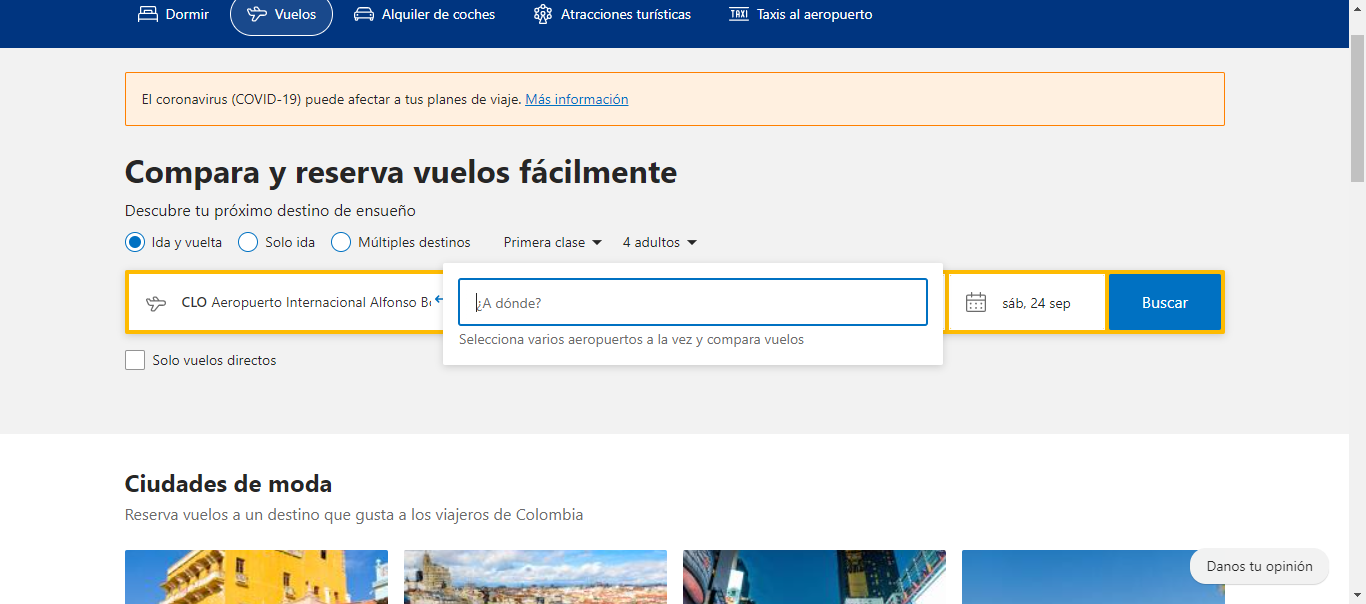 Dormir Vuelos Alquiler de coches Atracciones turísticas TAXI Taxis al aeropuerto
El coronavirus (COVID-19) puede afectar a tus planes de viaje. Más información
Compara y reserva vuelos fácilmente
Descubre tu próximo destino de ensueño
Ida y vuelta Solo ida Múltiples destinos Primera clase 4 adultos
CLO Aeropuerto Internacional Alfonso ¿A dónde? sáb, 24 sep Buscar
Selecciona varios aeropuertos a la vez y compara vuelos
Solo vuelos directos
Ciudades de moda
Reserva vuelos a un destino que gusta a los viajeros de Colombia
Danos tu opinión